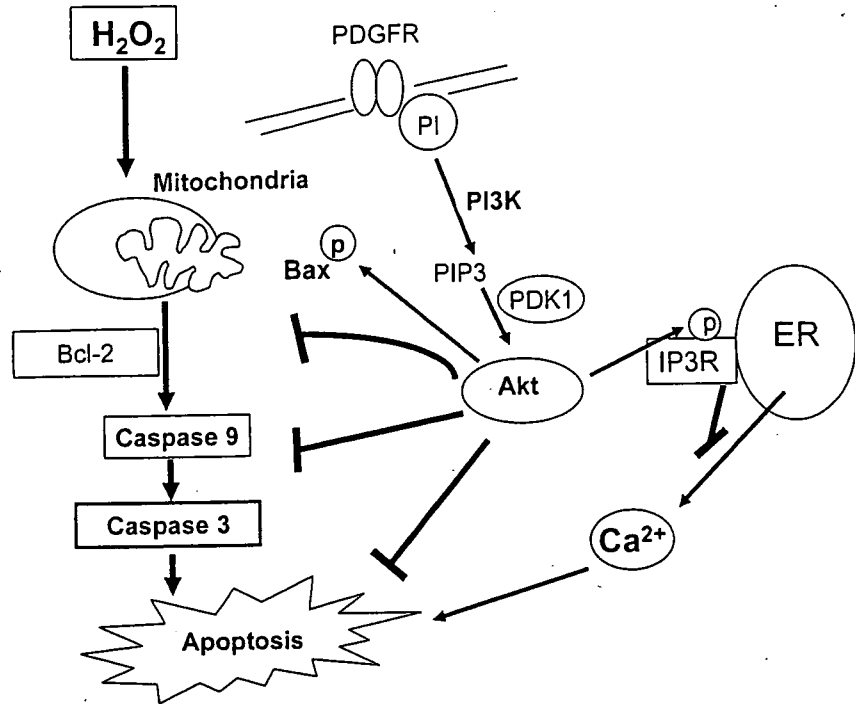 H₂O₂
PDGFR
PI
Mitochondria
PI3K
p
Bax
PIP3
PDK1
p
ER
Bcl-2
IP3R
Akt
Caspase 9
Caspase 3
Ca²⁺
Apoptosis